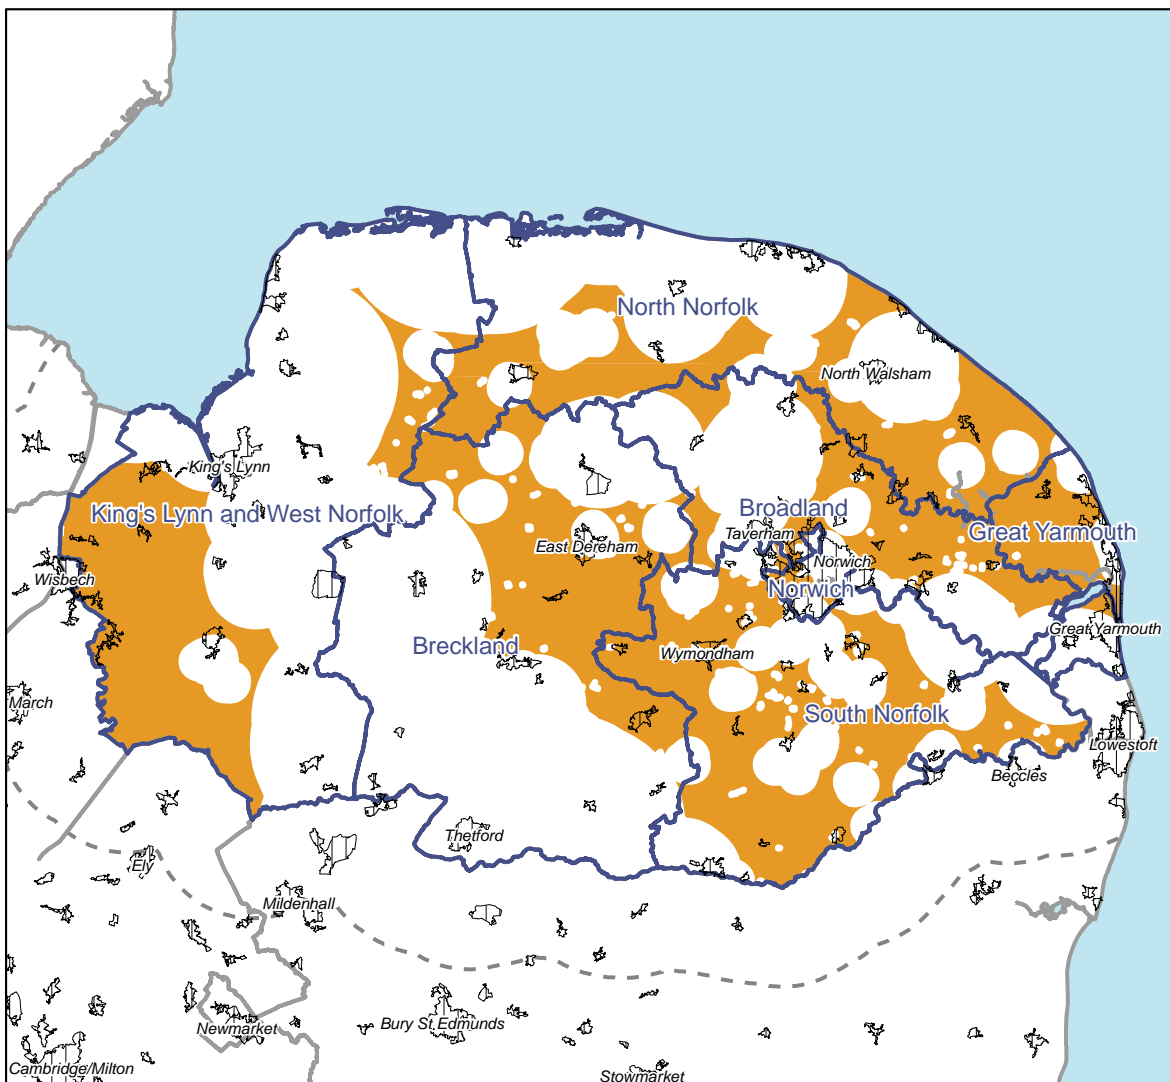 North Norfolk
North Walsham
King's Lynn
King's Lynn and West Norfolk
Broadland
Taverham
Great Yarmouth
East Dereham
Norwich
Wisbech
Norwich
Great Yarmouth
Breckland
Wymondham
March
South Norfolk
Lowestoft
Beccles
Thetford
Ely
Mildenhall
Bury St Edmunds
Newmarket
Cambridge/Milton
Stowmarket